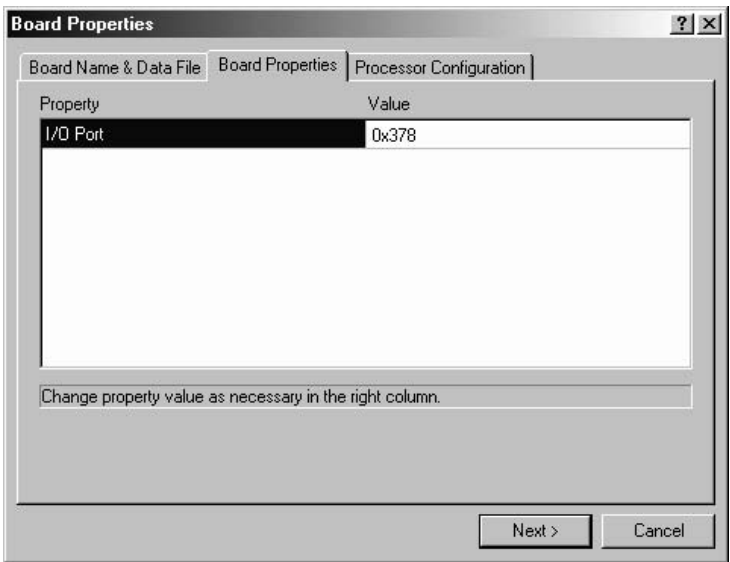 Board Properties
? ×
Board Name & Data File Board Properties Processor Configuration
Property Value
I/O Port 0x378
Change property value as necessary in the right column.
Next > Cancel